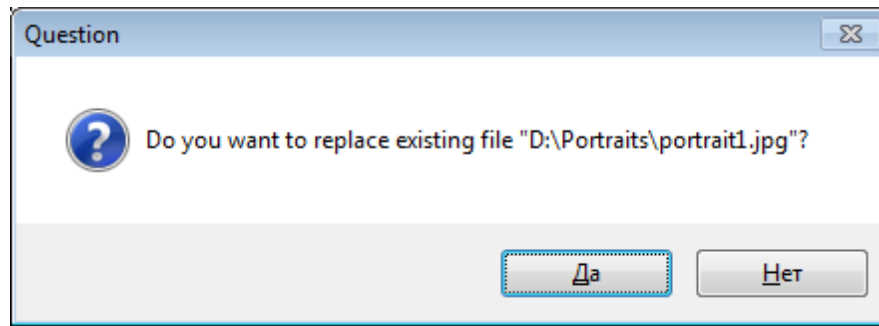 Question
Do you want to replace existing file "D:\Portraits\portrait1.jpg"?
Да
Нет